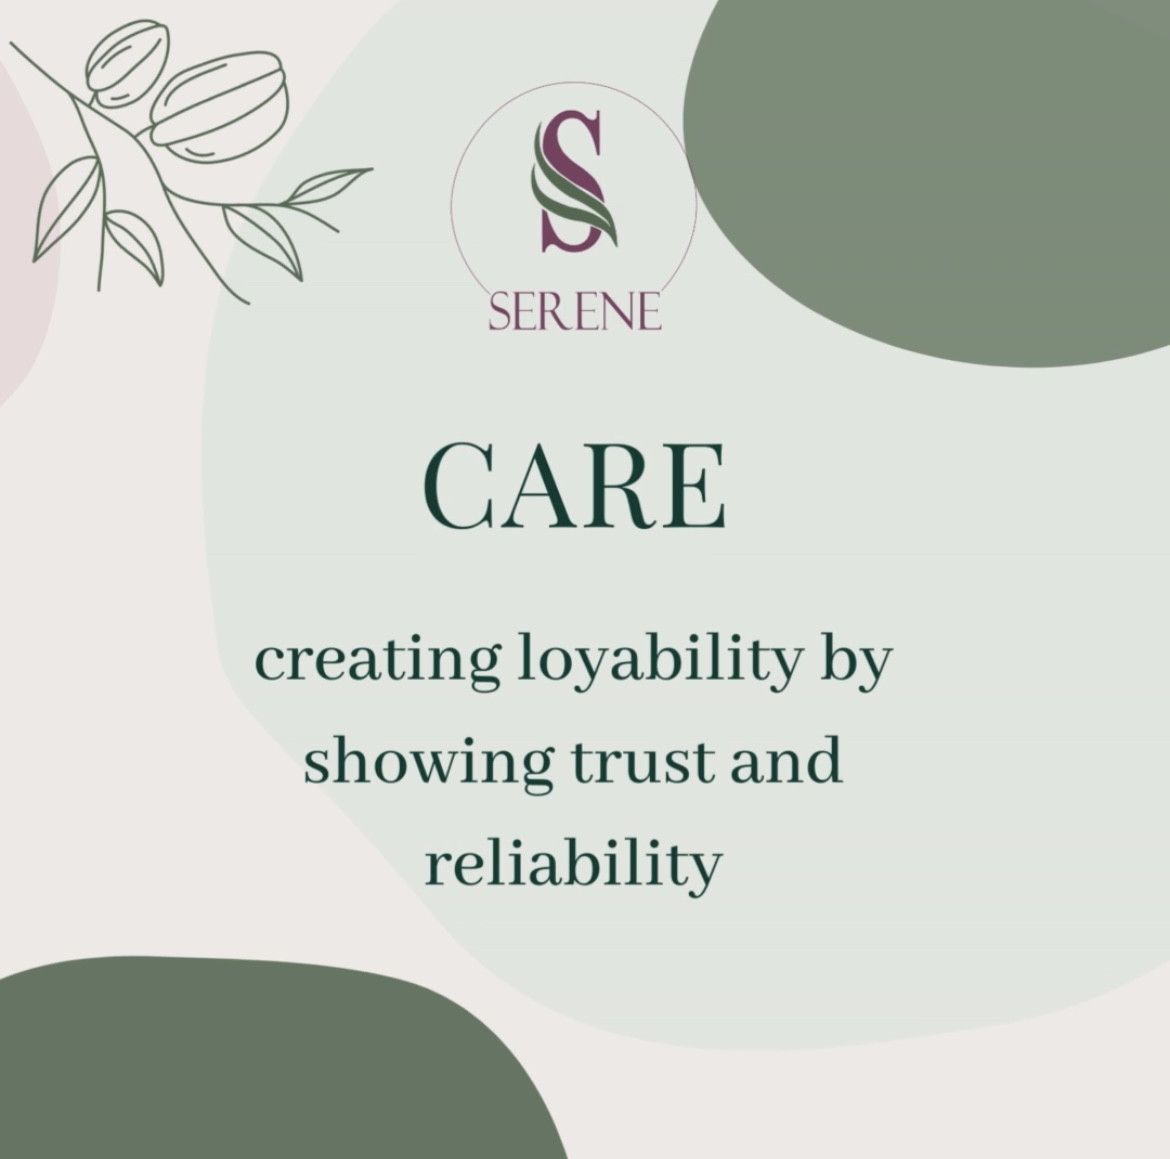 S
SERENE
CARE
creating loyability by
showing trust and
reliability